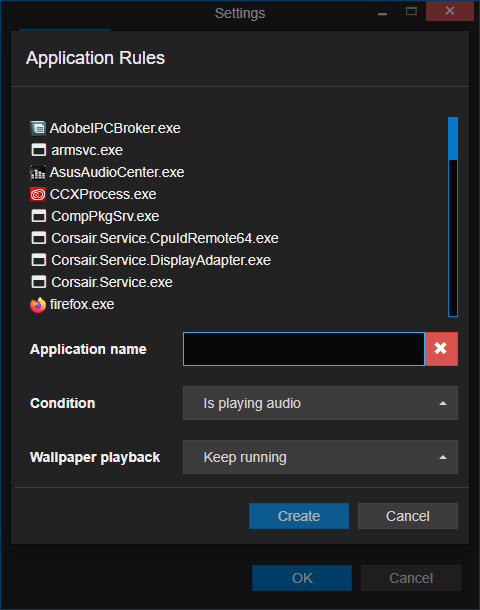 Settings
Application Rules
AdobeIPCBroker.exe
armsvc.exe
AsusAudioCenter.exe
CCXProcess.exe
CompPkgSrv.exe
Corsair.Service.CpuIdRemote64.exe
Corsair.Service.DisplayAdapter.exe
Corsair.Service.exe
firefox.exe
Application name
Condition Is playing audio
Wallpaper playback Keep running
Create Cancel
OK Cancel